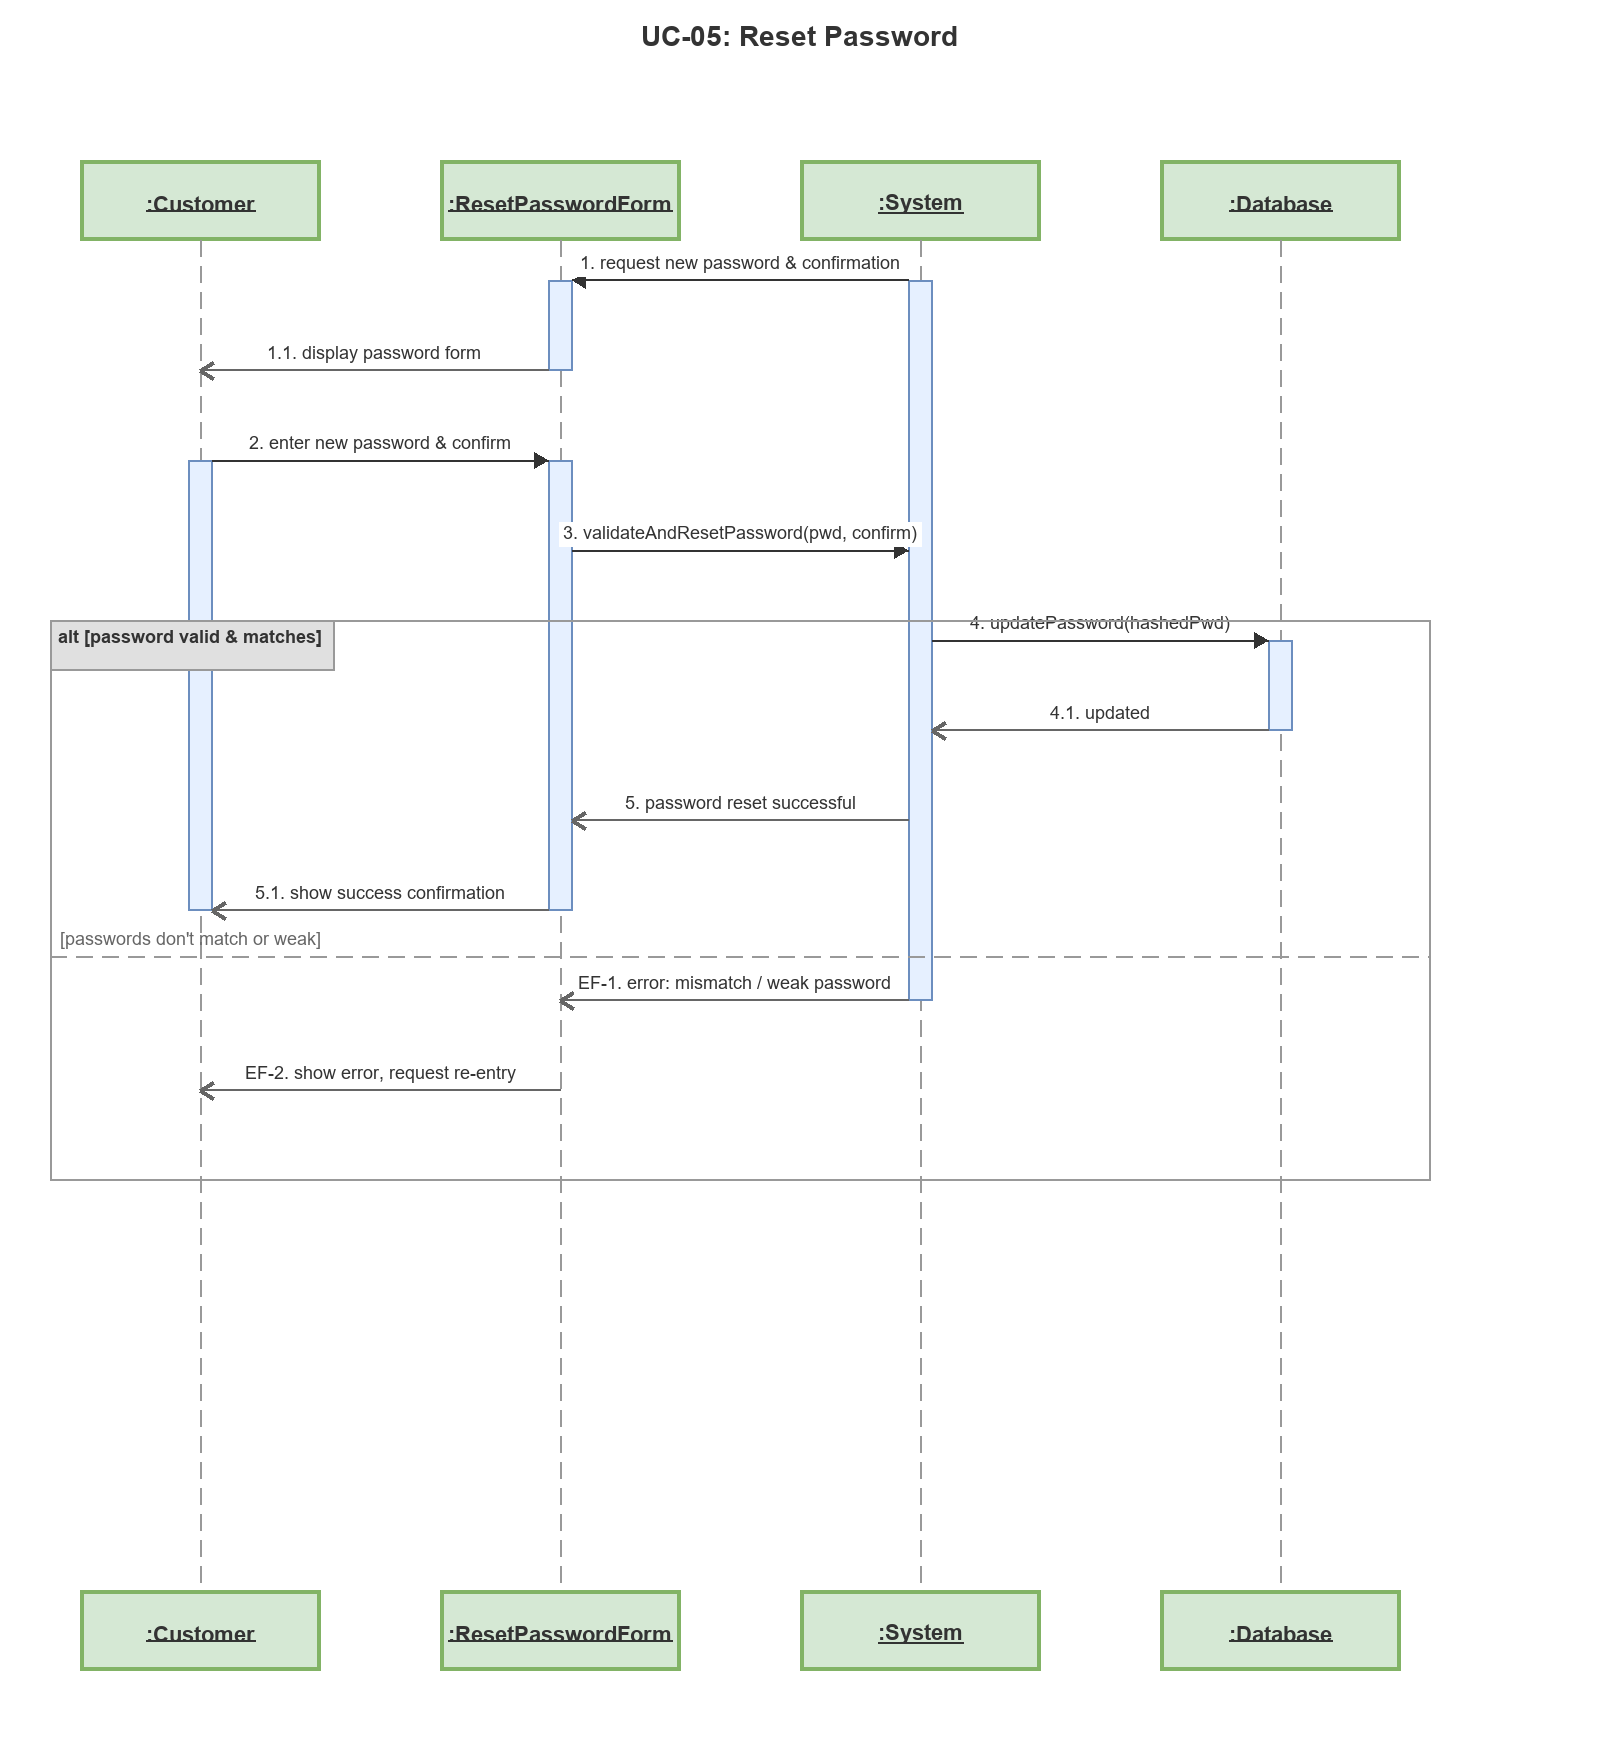 UC-05: Reset Password
:Customer
:ResetPasswordForm
:System
:Database
1. request new password & confirmation
1.1. display password form
2. enter new password & confirm
3. validateAndResetPassword(pwd, confirm)
4. updatePassword(hashedPwd)
alt [password valid & matches]
4.1. updated
5. password reset successful
5.1. show success confirmation
[passwords don't match or weak]
EF-1. error: mismatch / weak password
EF-2. show error, request re-entry
:Customer
:ResetPasswordForm
:System
:Database